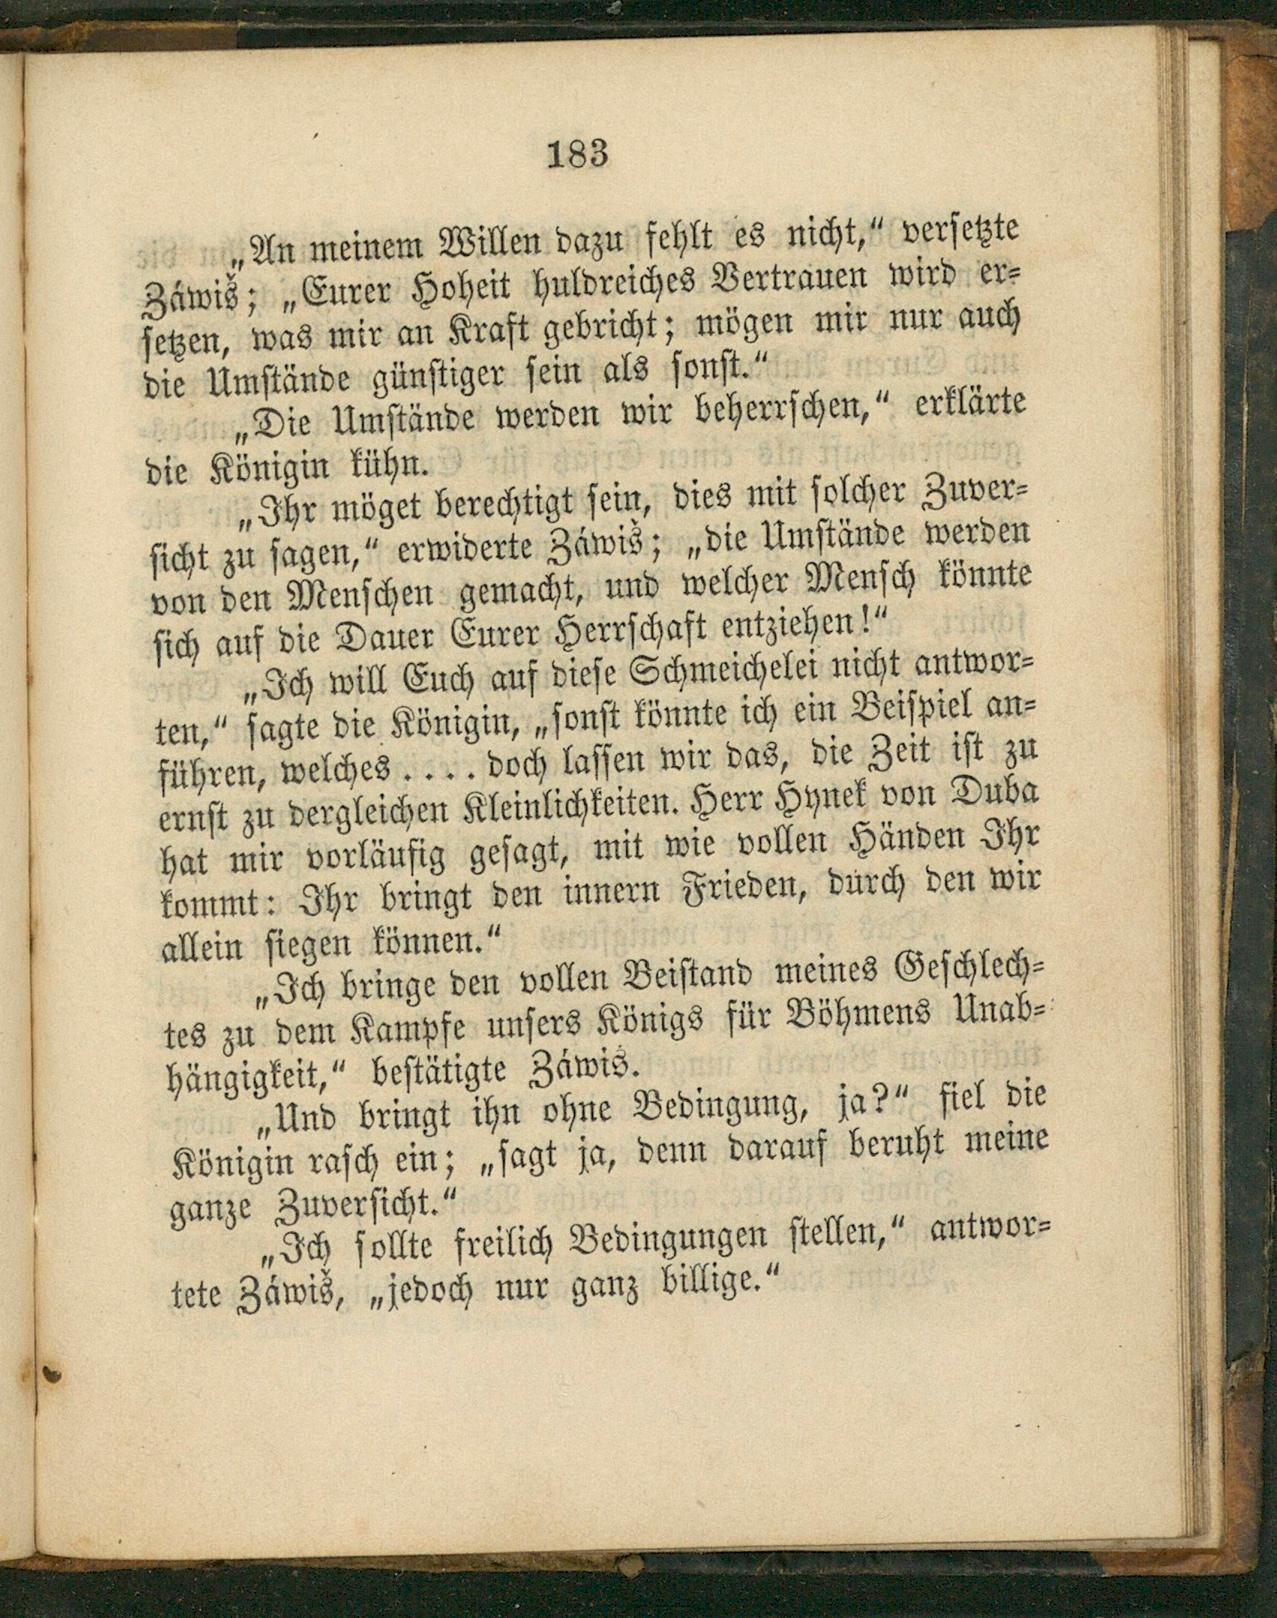 183
„An meinem Willen dazu fehlt es nicht,“ versetzte
Záwiš; „Eurer Hoheit huldreiches Vertrauen wird er=
setzen, was mir an Kraft gebricht; mögen mir nur auch
die Umstände günstiger sein als sonst.“
„Die Umstände werden wir beherrschen,“ erklärte
die Königin kühn.
„Ihr möget berechtigt sein, dies mit solcher Zuver=
sicht zu sagen,“ erwiderte Záwiš; „die Umstände werden
von den Menschen gemacht, und welcher Mensch könnte
sich auf die Dauer Eurer Herrschaft entziehen!“
„Ich will Euch auf diese Schmeichelei nicht antwor=
ten,“ sagte die Königin, „sonst könnte ich ein Beispiel an=
führen, welches .... doch lassen wir das, die Zeit ist zu
ernst zu dergleichen Kleinlichkeiten. Herr Hynek von Duba
hat mir vorläufig gesagt, mit wie vollen Händen Ihr
kommt: Ihr bringt den innern Frieden, durch den wir
allein siegen können.“
„Ich bringe den vollen Beistand meines Geschlech=
tes zu dem Kampfe unsers Königs für Böhmens Unab=
hängigkeit,“ bestätigte Záwiš.
„Und bringt ihn ohne Bedingung, ja?“ fiel die
Königin rasch ein; „sagt ja, denn darauf beruht meine
ganze Zuversicht.“
„Ich sollte freilich Bedingungen stellen,“ antwor=
tete Záwiš, „jedoch nur ganz billige.“